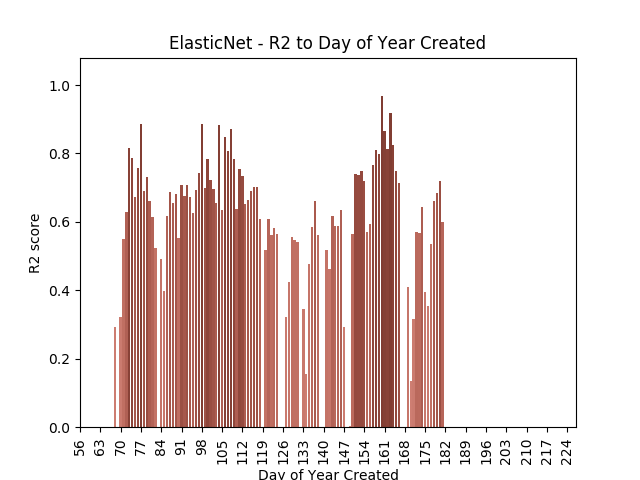 ElasticNet - R2 to Day of Year Created
R2 score
1.0
0.8
0.6
0.4
0.2
0.0
56 63 70 77 84 91 98 105 112 119 126 133 140 147 154 161 168 175 182 189 196 203 210 217 224
Day of Year Created